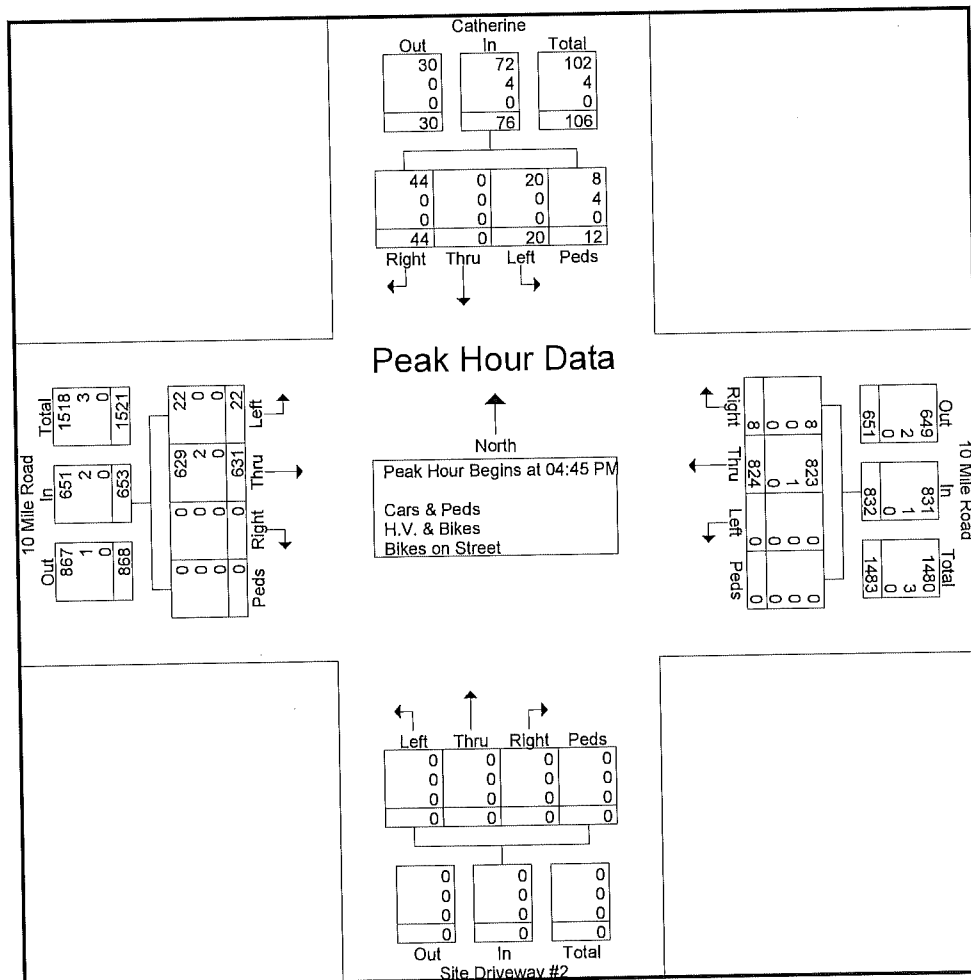 Catherine
Out In Total
30 72 102
0 4 4
0 0 0
30 76 106
44 0 20 8
0 0 0 4
0 0 0 0
44 0 20 12
Right Thru Left Peds
Peak Hour Data
North
Peak Hour Begins at 04:45 PM
Cars & Peds
H.V. & Bikes
Bikes on Street
10 Mile Road
Out In Total
867 651 1518
1 2 3
0 0 0
868 653 1521
Peds Right Thru Left
0 0 629 22
0 0 2 0
0 0 0 0
0 0 631 22
10 Mile Road
Out In Total
649 831 1480
2 1 3
0 0 0
651 832 1483
8 823 0 0
0 1 0 0
0 0 0 0
8 824 0 0
Right Thru Left Peds
Left Thru Right Peds
0 0 0 0
0 0 0 0
0 0 0 0
0 0 0 0
0 0 0
0 0 0
0 0 0
0 0 0
Out In Total
Site Driveway #2